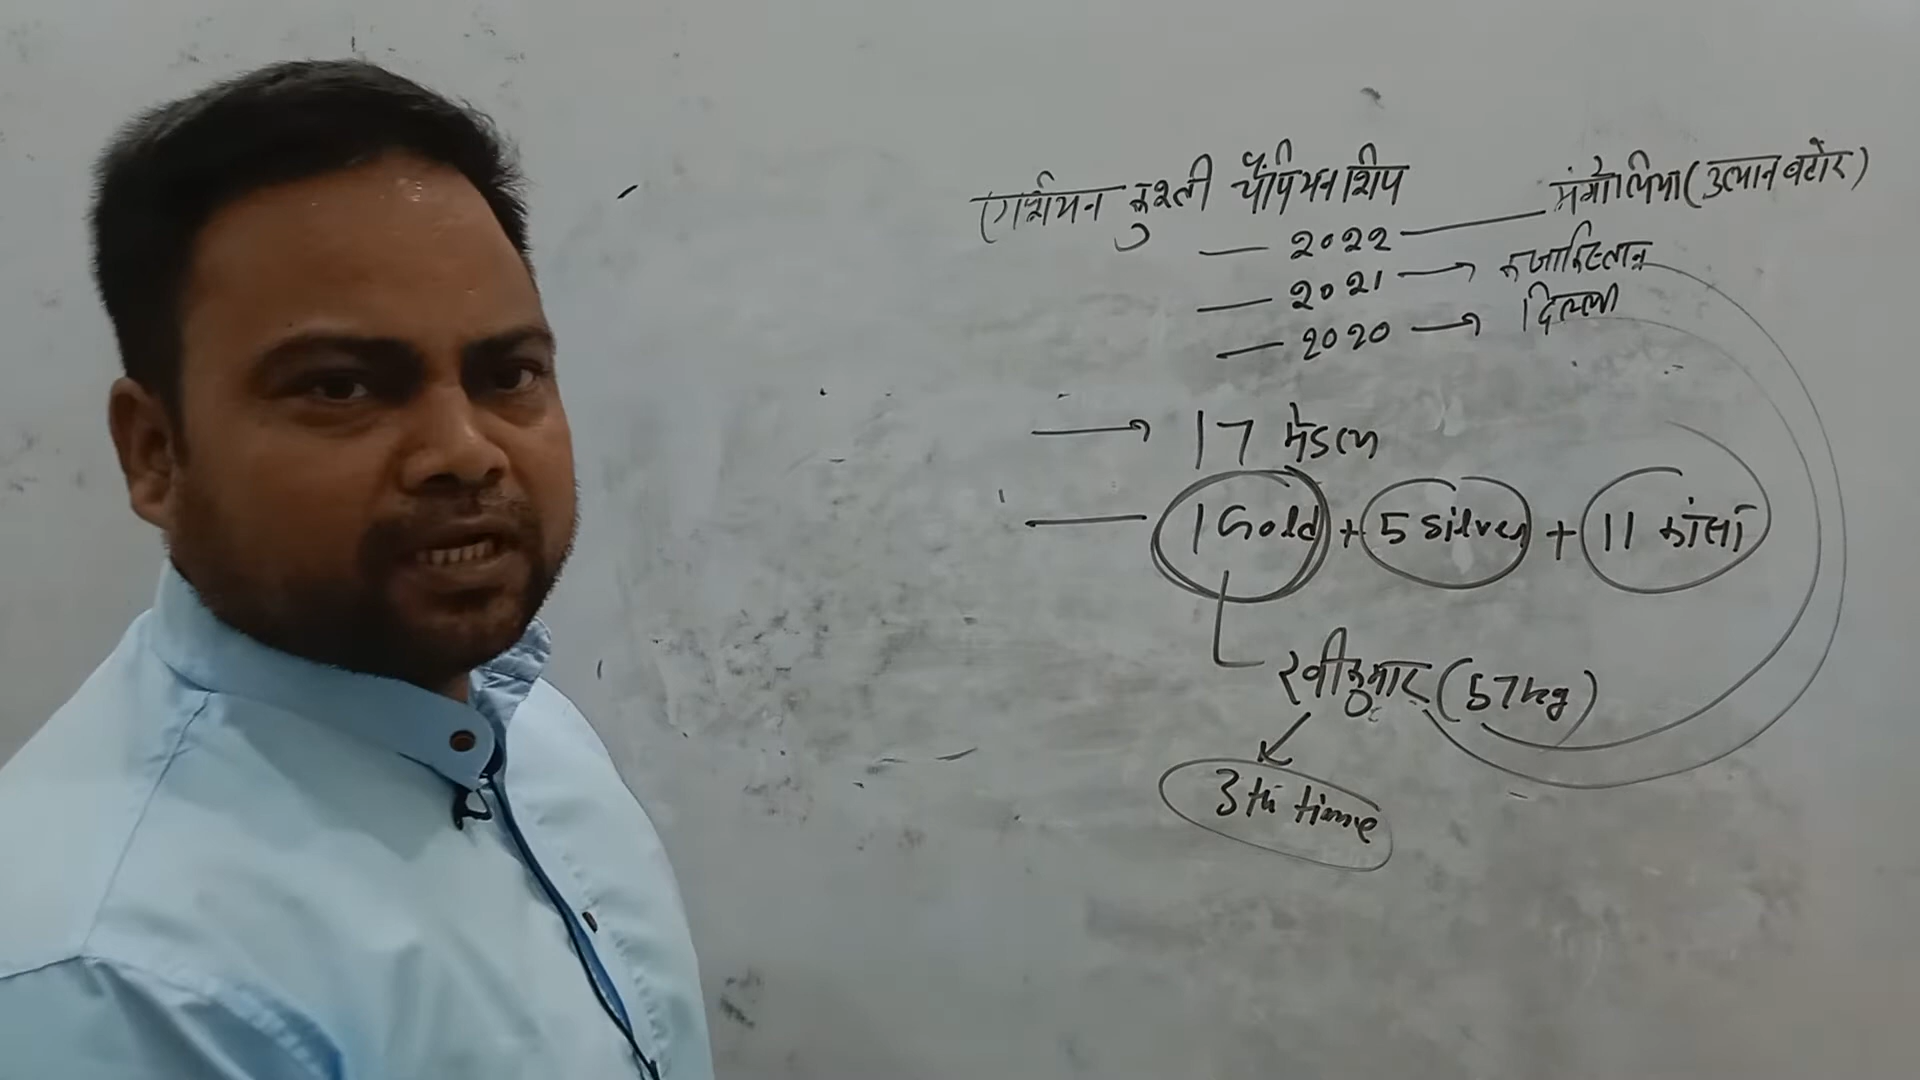 एशियन कुश्ती चैंपियनशिप
— 2022 — मंगोलिया (उलानबटोर)
— 2021 → कजाकिस्तान
— 2020 → दिल्ली
→ 17 मेडल
— 1 Gold + 5 Silver + 11 कांसा
रवीकुमार (57kg)
3th time